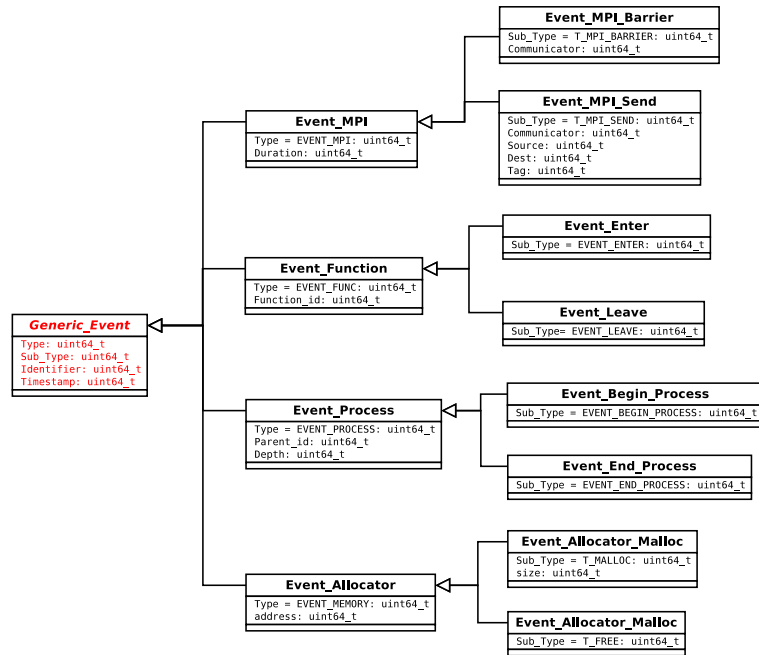 Event_MPI_Barrier
Sub_Type = T_MPI_BARRIER: uint64_t
Communicator: uint64_t
Event_MPI_Send
Sub_Type = T_MPI_SEND: uint64_t
Communicator: uint64_t
Source: uint64_t
Dest: uint64_t
Tag: uint64_t
Event_MPI
Type = EVENT_MPI: uint64_t
Duration: uint64_t
Event_Enter
Sub_Type = EVENT_ENTER: uint64_t
Event_Function
Type = EVENT_FUNC: uint64_t
Function_id: uint64_t
Event_Leave
Sub_Type= EVENT_LEAVE: uint64_t
Generic_Event
Type: uint64_t
Sub_Type: uint64_t
Identifier: uint64_t
Timestamp: uint64_t
Event_Begin_Process
Sub_Type = EVENT_BEGIN_PROCESS: uint64_t
Event_Process
Type = EVENT_PROCESS: uint64_t
Parent_id: uint64_t
Depth: uint64_t
Event_End_Process
Sub_Type = EVENT_END_PROCESS: uint64_t
Event_Allocator_Malloc
Sub_Type = T_MALLOC: uint64_t
size: uint64_t
Event_Allocator
Type = EVENT_MEMORY: uint64_t
address: uint64_t
Event_Allocator_Malloc
Sub_Type = T_FREE: uint64_t